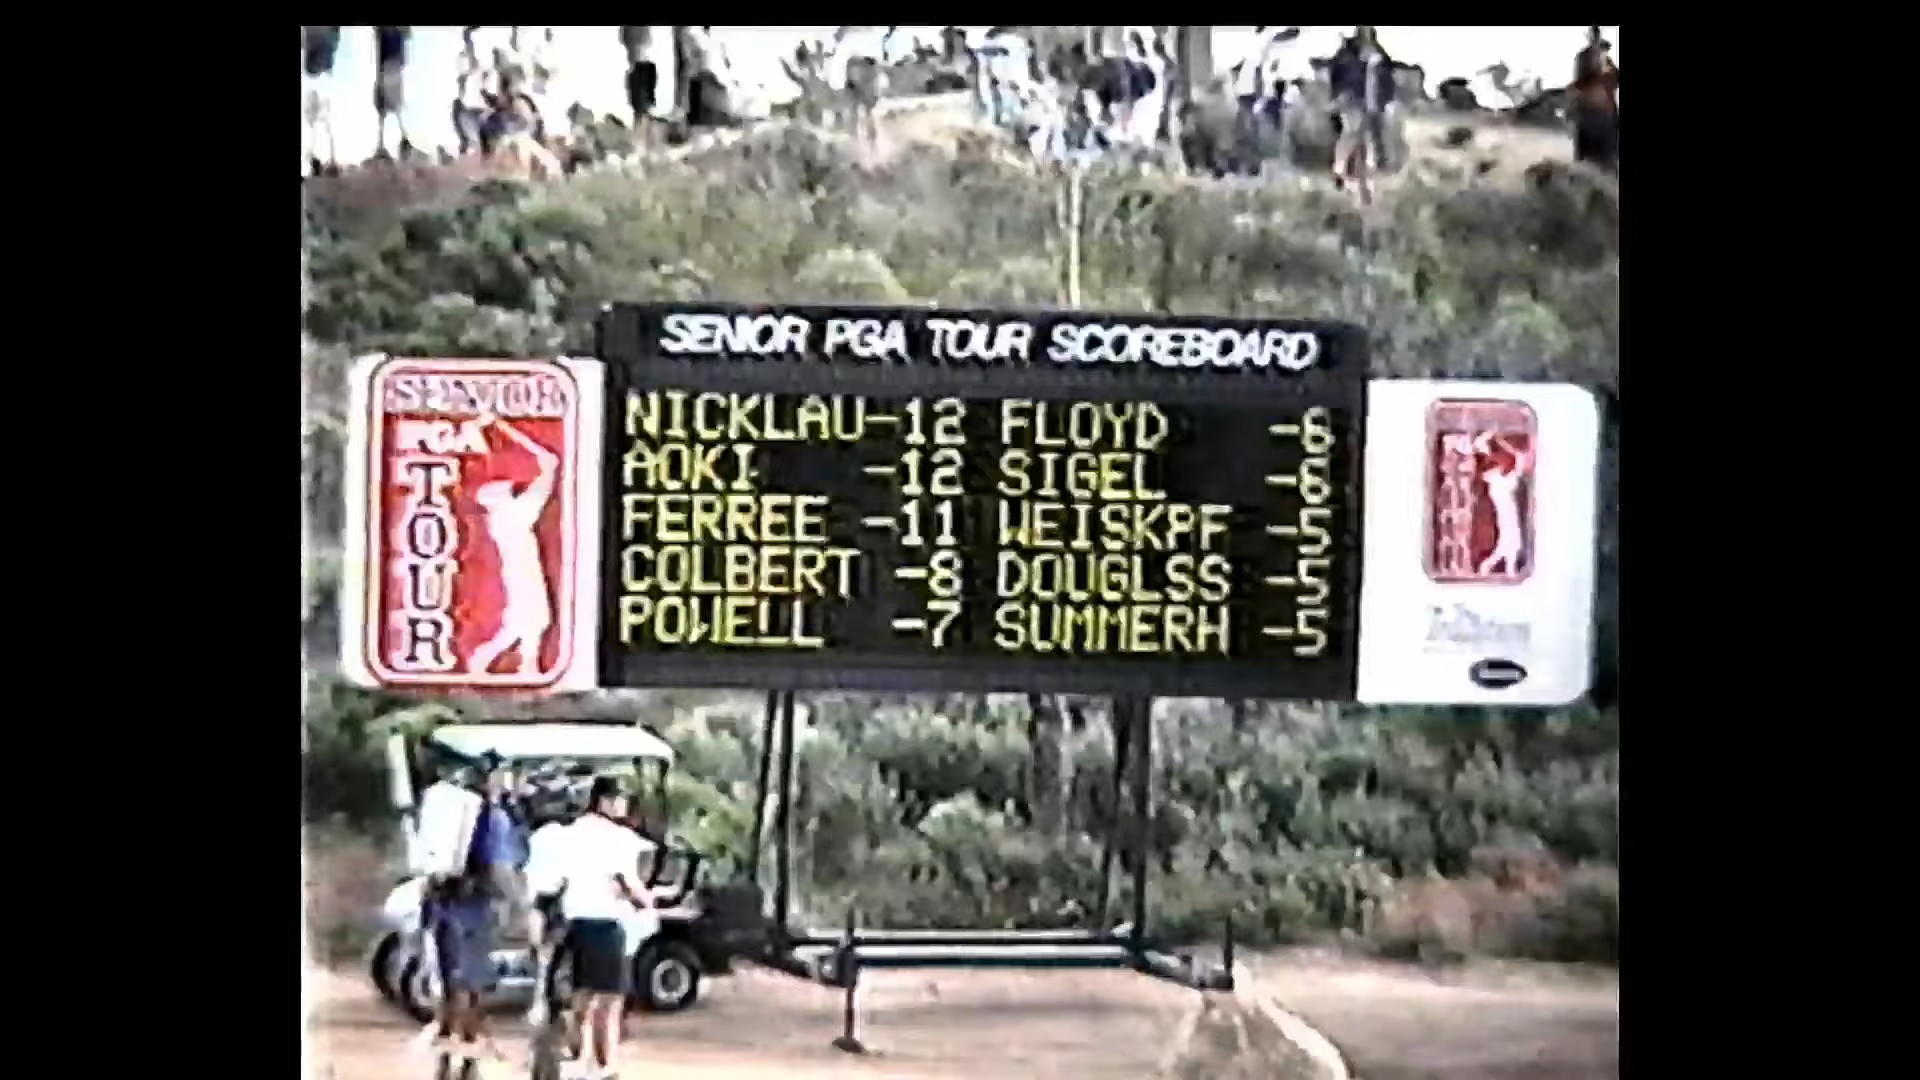 SENIOR PGA TOUR SCOREBOARD
SENIOR
PGA
TOUR
NICKLAU-12 FLOYD -6
AOKI -12 SIGEL -6
FERREE -11 WEISKPF -5
COLBERT -8 DOUGLSS -5
POWELL -7 SUMMERH -5
PGA